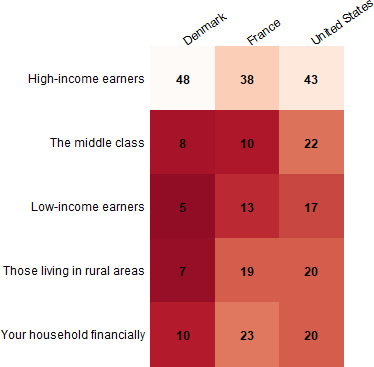 Denmark France United States
High-income earners 48 38 43
The middle class 8 10 22
Low-income earners 5 13 17
Those living in rural areas 7 19 20
Your household financially 10 23 20